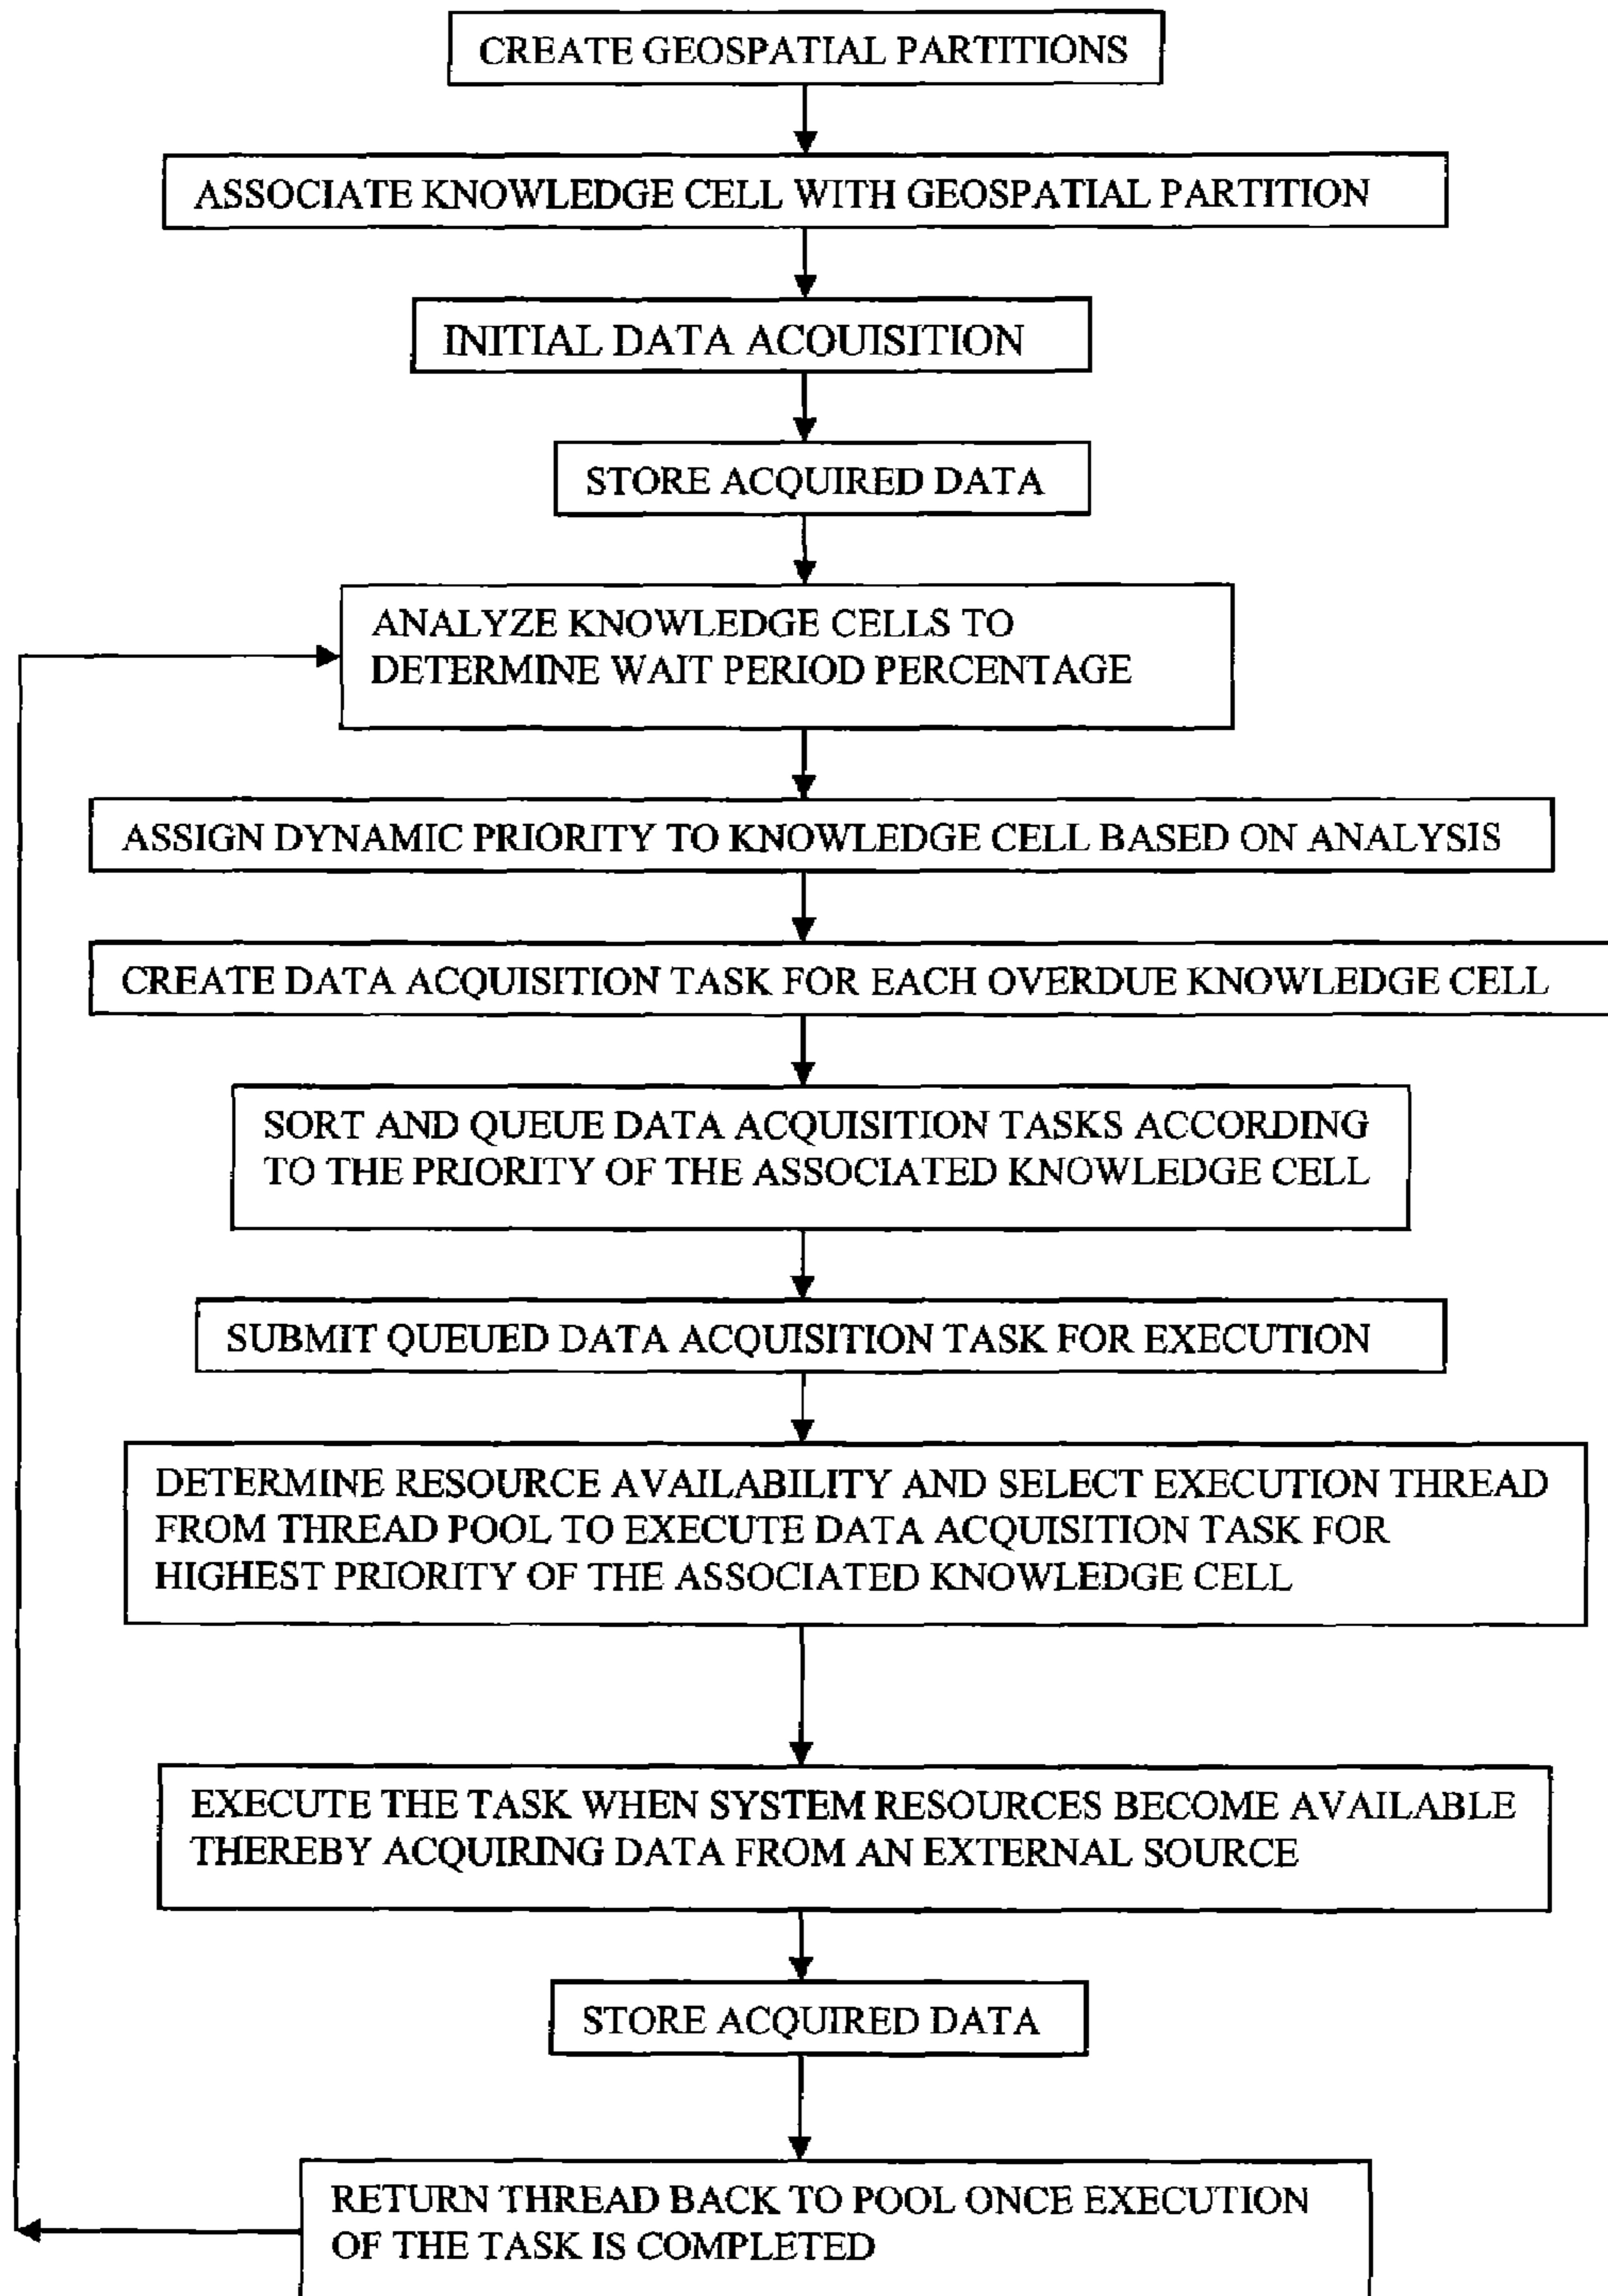 CREATE GEOSPATIAL PARTITIONS
ASSOCIATE KNOWLEDGE CELL WITH GEOSPATIAL PARTITION
INITIAL DATA ACQUISITION
STORE ACQUIRED DATA
ANALYZE KNOWLEDGE CELLS TO
DETERMINE WAIT PERIOD PERCENTAGE
ASSIGN DYNAMIC PRIORITY TO KNOWLEDGE CELL BASED ON ANALYSIS
CREATE DATA ACQUISITION TASK FOR EACH OVERDUE KNOWLEDGE CELL
SORT AND QUEUE DATA ACQUISITION TASKS ACCORDING
TO THE PRIORITY OF THE ASSOCIATED KNOWLEDGE CELL
SUBMIT QUEUED DATA ACQUISITION TASK FOR EXECUTION
DETERMINE RESOURCE AVAILABILITY AND SELECT EXECUTION THREAD
FROM THREAD POOL TO EXECUTE DATA ACQUISITION TASK FOR
HIGHEST PRIORITY OF THE ASSOCIATED KNOWLEDGE CELL
EXECUTE THE TASK WHEN SYSTEM RESOURCES BECOME AVAILABLE
THEREBY ACQUIRING DATA FROM AN EXTERNAL SOURCE
STORE ACQUIRED DATA
RETURN THREAD BACK TO POOL ONCE EXECUTION
OF THE TASK IS COMPLETED